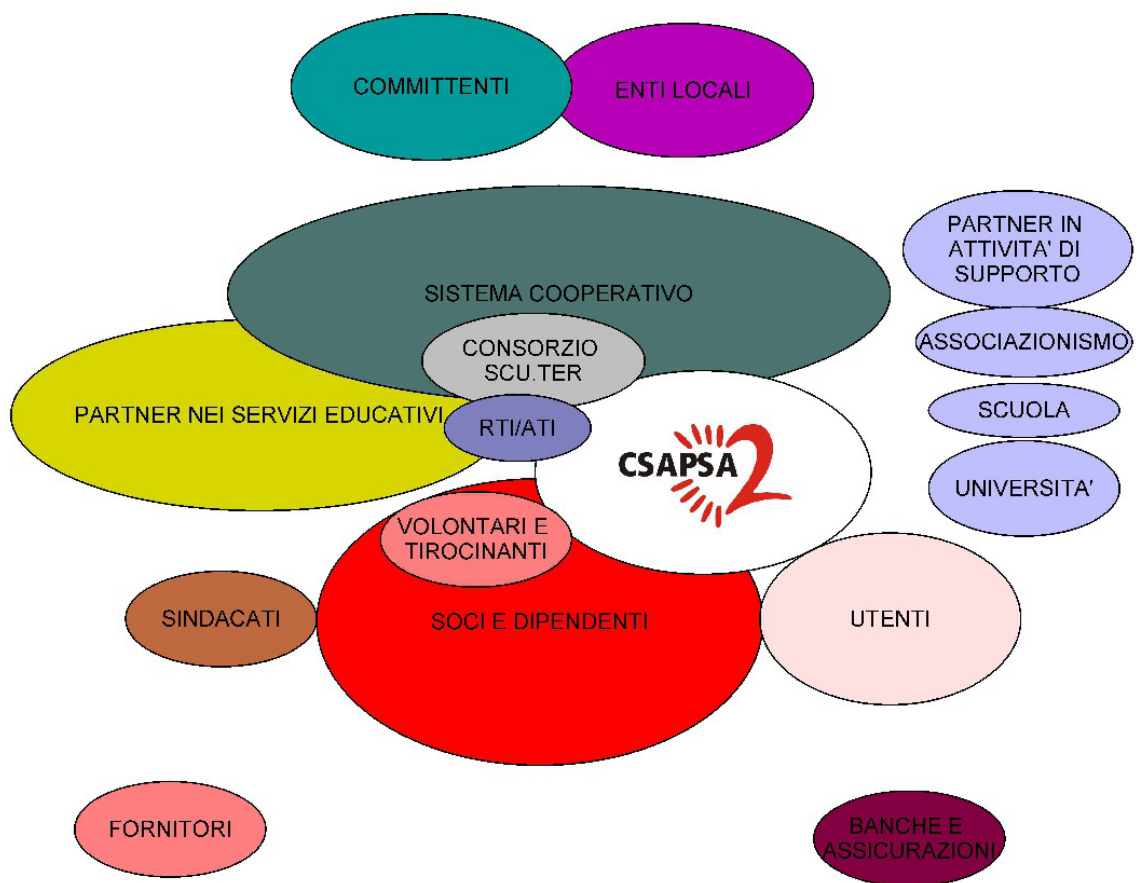 COMMITTENTI
ENTI LOCALI
PARTNER IN
ATTIVITA' DI
SUPPORTO
SISTEMA COOPERATIVO
ASSOCIAZIONISMO
CONSORZIO
SCU.TER
PARTNER NEI SERVIZI EDUCATIVI
RTI/ATI
SCUOLA
CSAPSA2
UNIVERSITA'
VOLONTARI E
TIROCINANTI
SINDACATI
SOCI E DIPENDENTI
UTENTI
FORNITORI
BANCHE E
ASSICURAZIONI